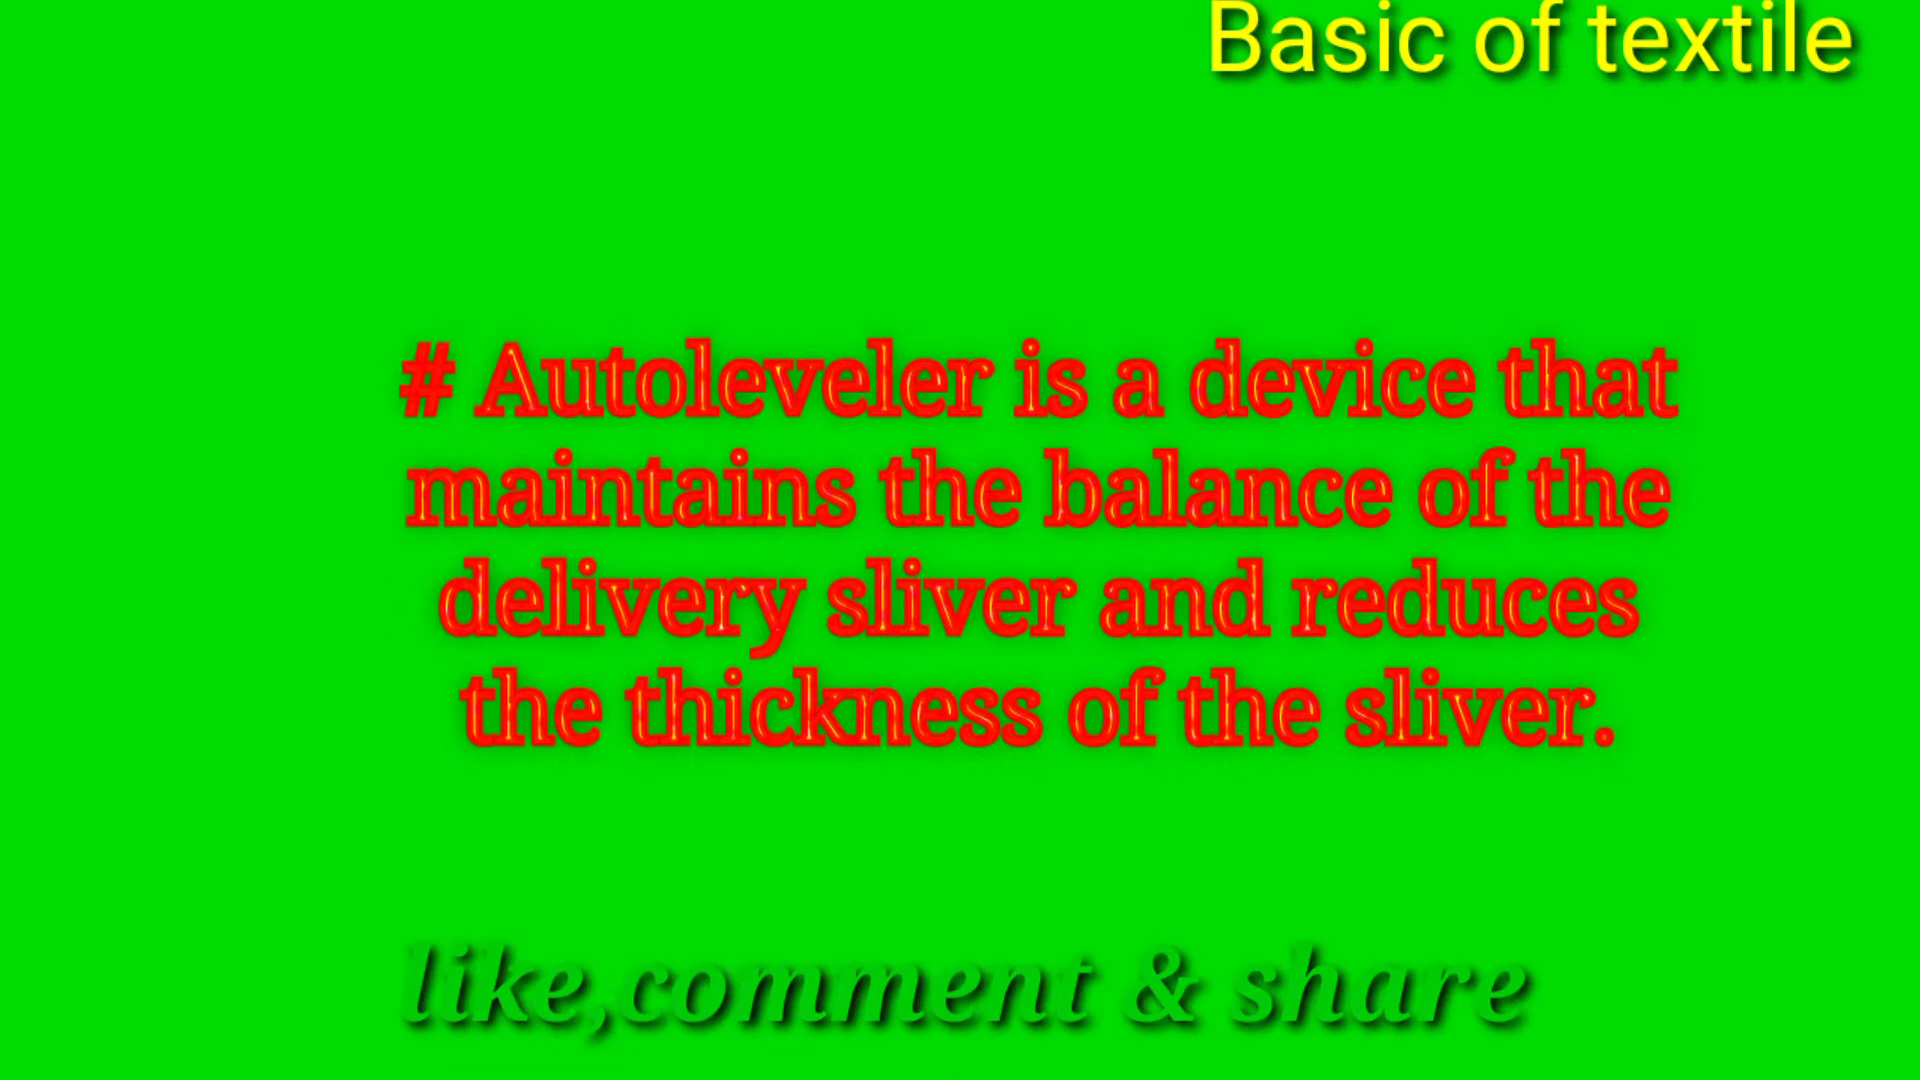 Basic of textile
# Autoleveler is a device that
maintains the balance of the
delivery sliver and reduces
the thickness of the sliver.
like,comment & share